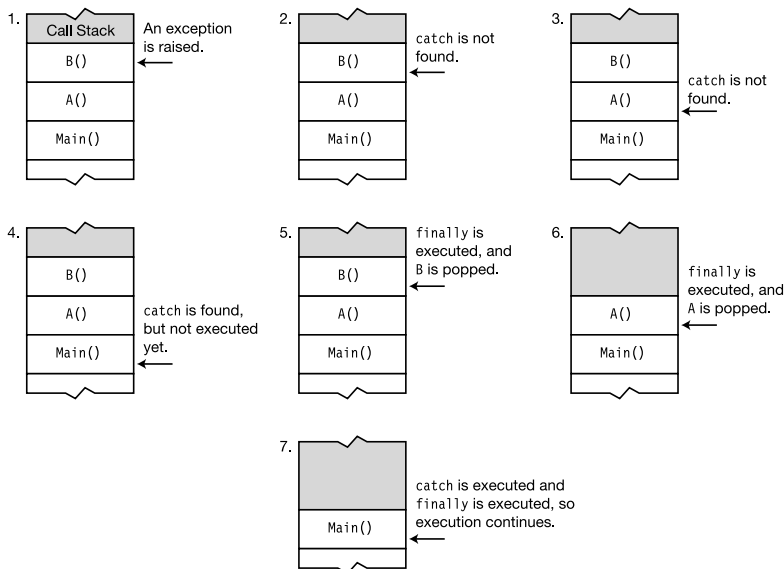 1.
Call Stack
B()
A()
Main()
An exception
is raised.
2.
B()
A()
Main()
catch is not
found.
3.
B()
A()
Main()
catch is not
found.
4.
B()
A()
Main()
catch is found,
but not executed
yet.
5.
B()
A()
Main()
finally is
executed, and
B is popped.
6.
A()
Main()
finally is
executed, and
A is popped.
7.
Main()
catch is executed and
finally is executed, so
execution continues.